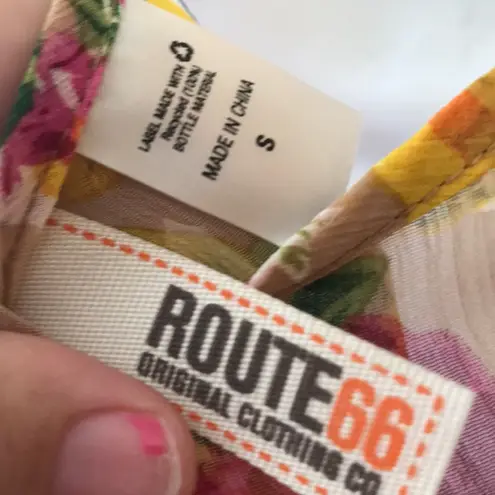 LABEL MADE WITH
Recycled (100%)
BOTTLE MATERIAL
MADE IN CHINA
S
ROUTE66
ORIGINAL CLOTHING CO